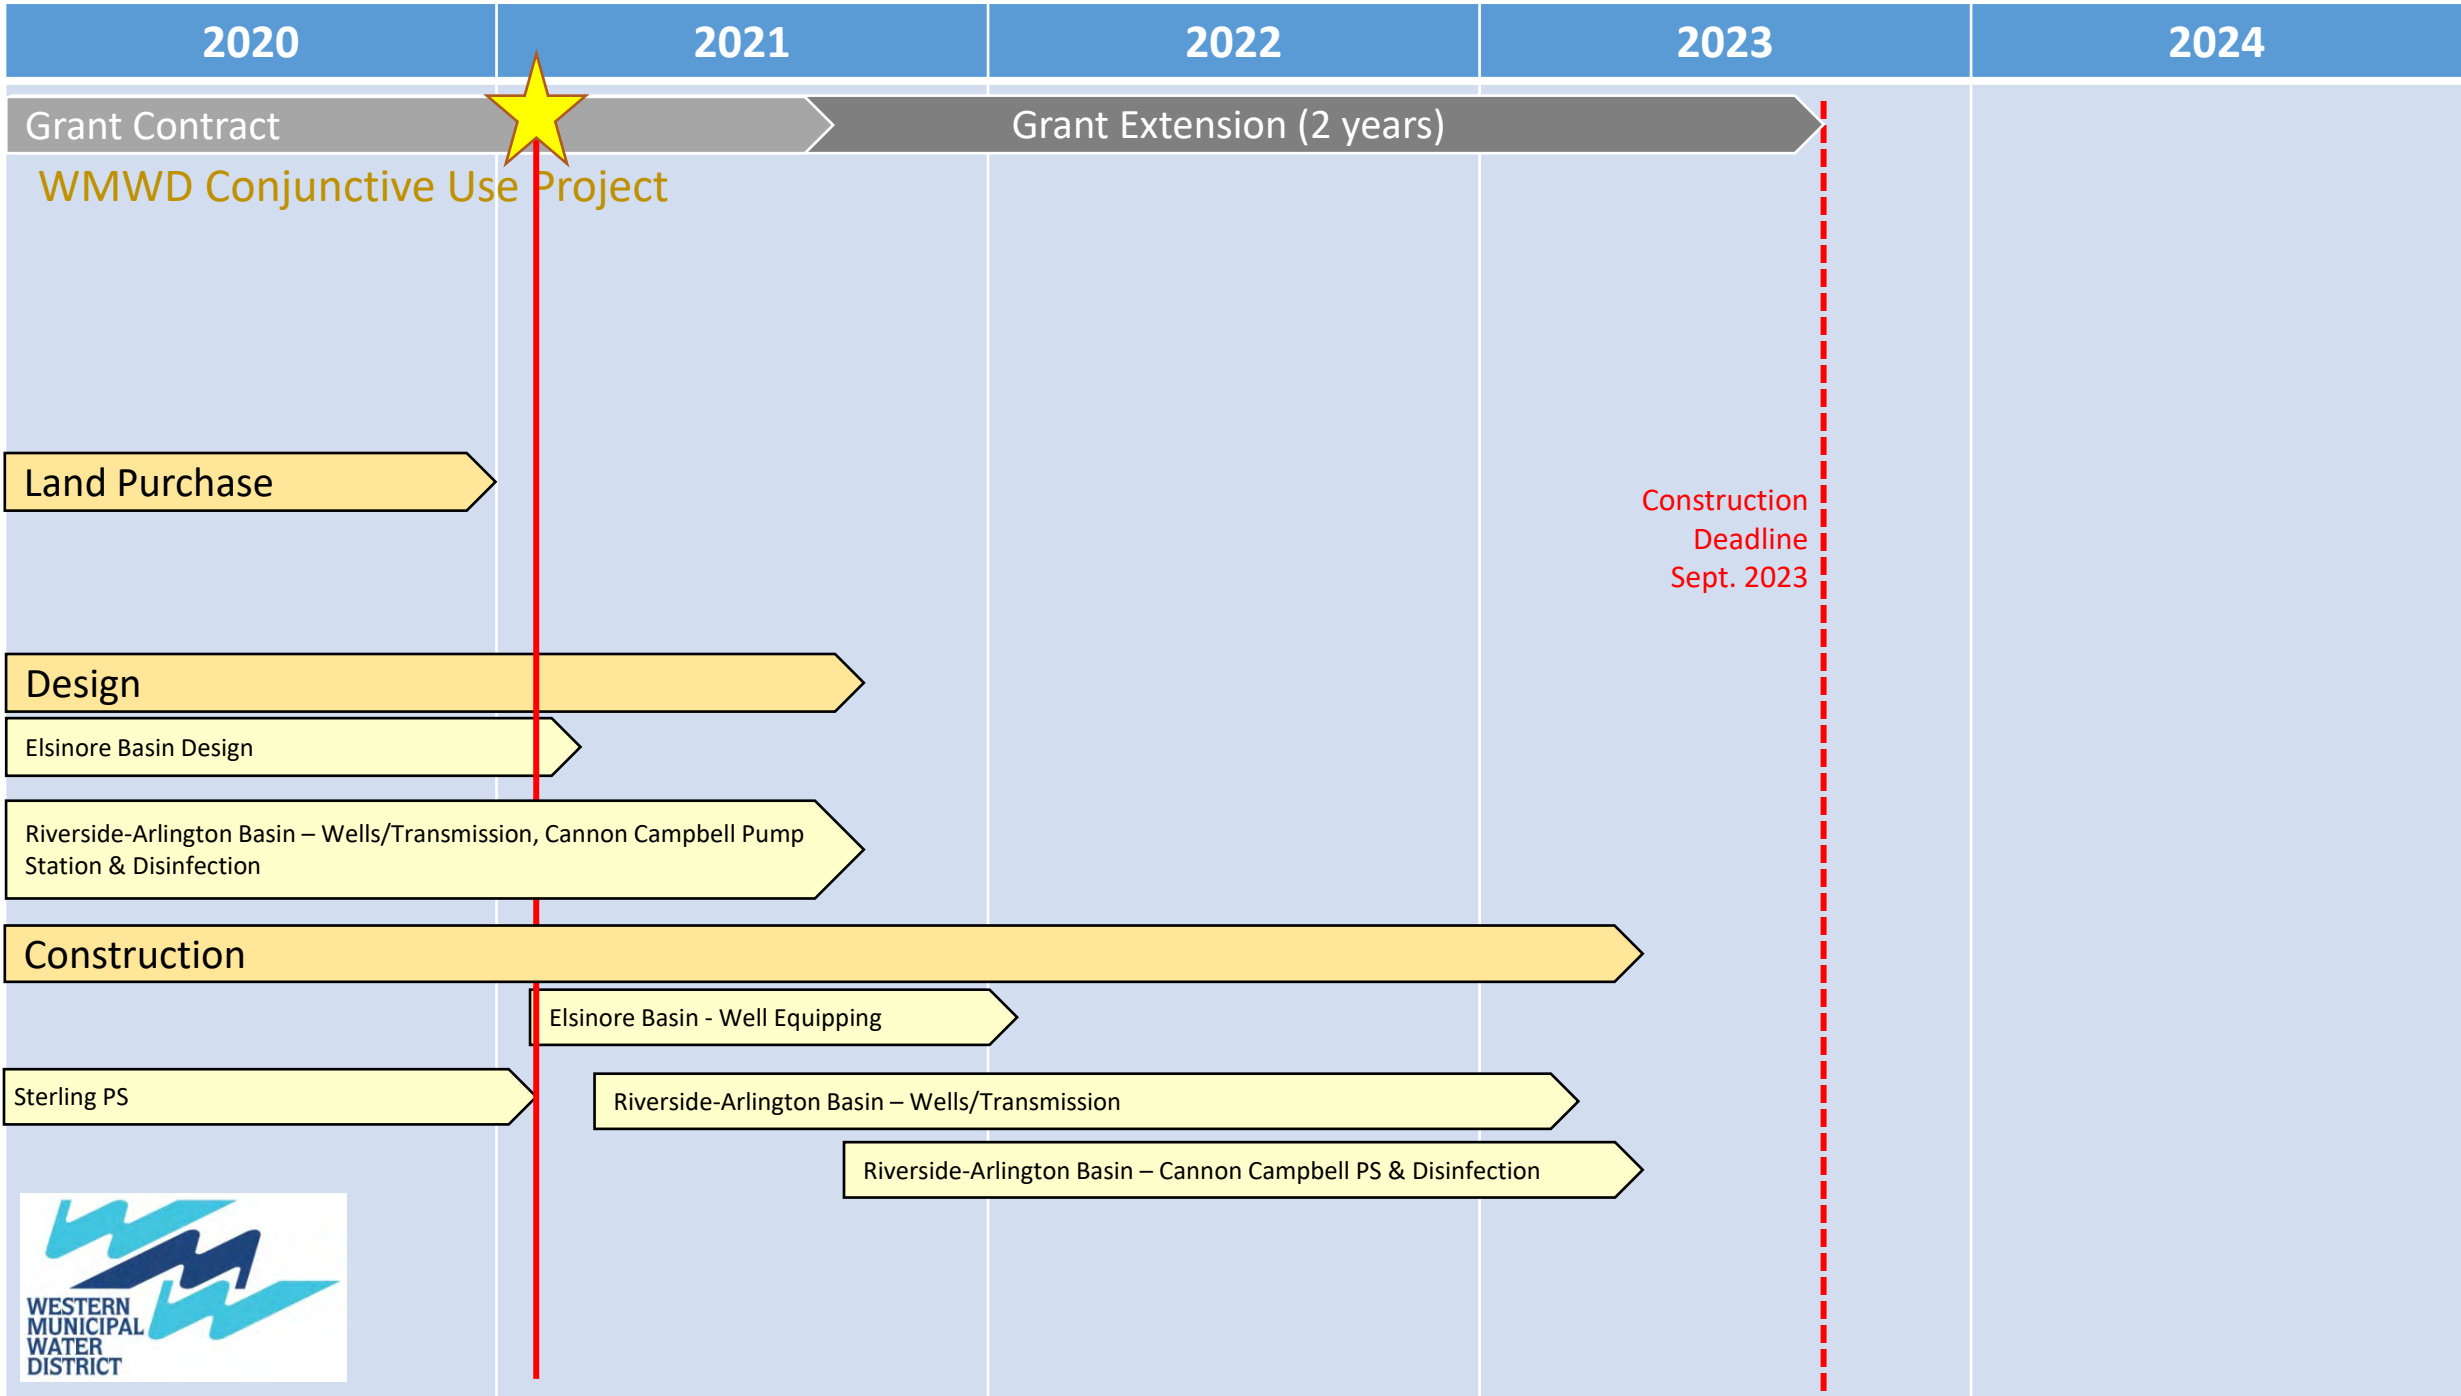 2020 2021 2022 2023 2024
Grant Contract
Grant Extension (2 years)
WMWD Conjunctive Use Project
Land Purchase
Construction
Deadline
Sept. 2023
Design
Elsinore Basin Design
Riverside-Arlington Basin – Wells/Transmission, Cannon Campbell Pump
Station & Disinfection
Construction
Elsinore Basin - Well Equipping
Sterling PS
Riverside-Arlington Basin – Wells/Transmission
Riverside-Arlington Basin – Cannon Campbell PS & Disinfection
WESTERN
MUNICIPAL
WATER
DISTRICT